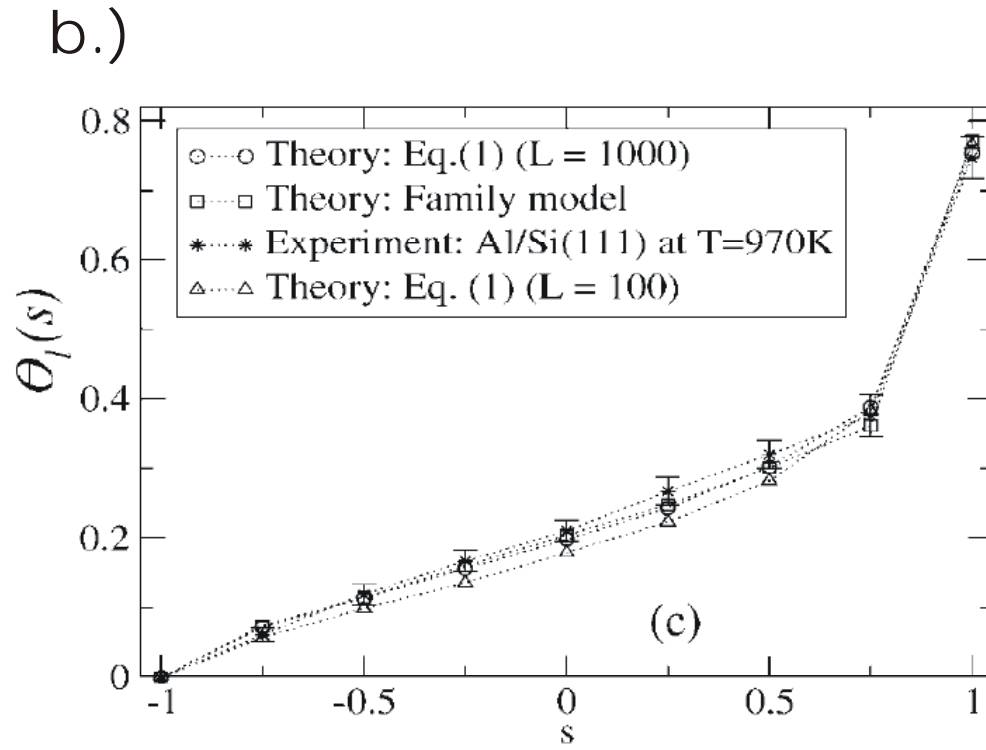 b.)
0.8
Theory: Eq.(1) (L = 1000)
Theory: Family model
Experiment: Al/Si(111) at T=970K
Theory: Eq. (1) (L = 100)
0.6
θ_l(s)
0.4
0.2
(c)
0
-1 -0.5 0 0.5 1
s